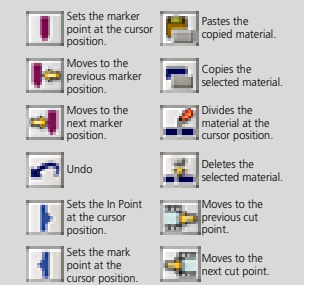 Sets the marker
point at the cursor
position.
Pastes the
copied material.
Moves to the
previous marker
position.
Copies the
selected material.
Moves to the
next marker
position.
Divides the
material at the
cursor position.
Undo
Deletes the
selected material.
Sets the In Point
at the cursor
position.
Moves to the
previous cut
point.
Sets the mark
point at the
cursor position.
Moves to the
next cut point.